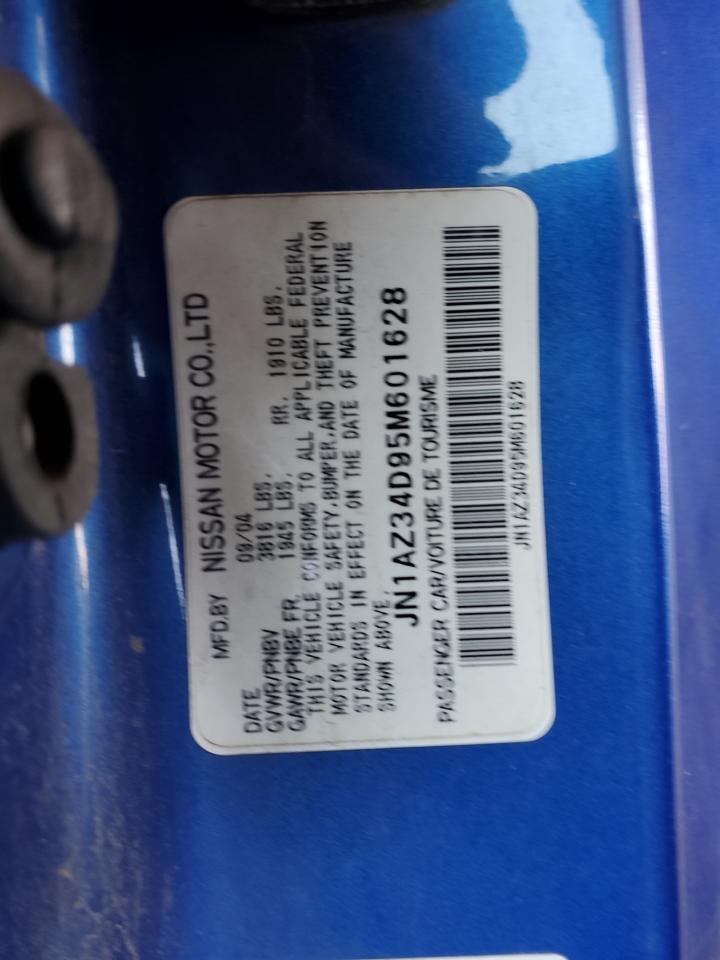 MFD.BY NISSAN MOTOR CO.,LTD
DATE 09/04
GVWR/PNBV 3816 LBS.
GAWR/PNBE FR. 1945 LBS. RR. 1910 LBS.
THIS VEHICLE CONFORMS TO ALL APPLICABLE FEDERAL
MOTOR VEHICLE SAFETY,BUMPER,AND THEFT PREVENTION
STANDARDS IN EFFECT ON THE DATE OF MANUFACTURE
SHOWN ABOVE.
JN1AZ34D95M601628
PASSENGER CAR/VOITURE DE TOURISME
JN1AZ34D95M601628